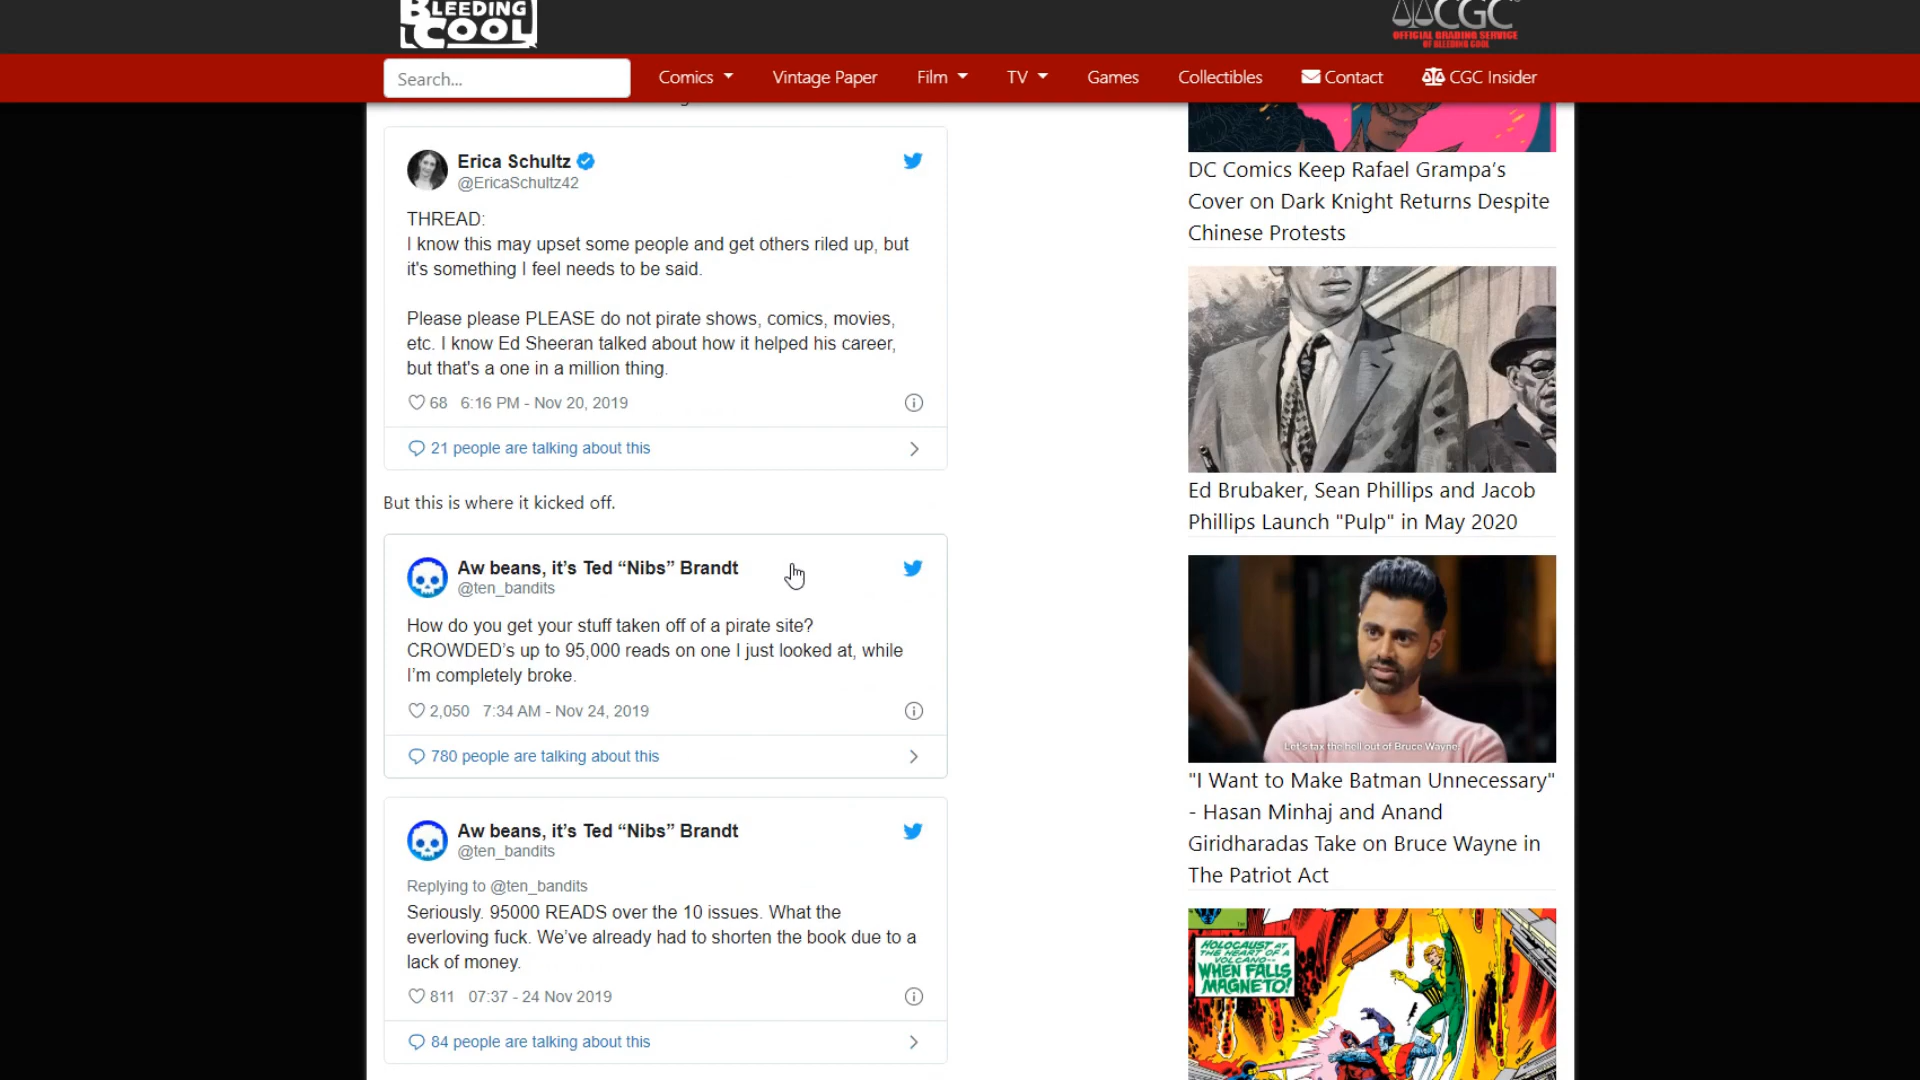 BLEEDING
COOL
CGC
OFFICIAL GRADING SERVICE
OF BLEEDING COOL
Search...
Comics
Vintage Paper
Film
TV
Games
Collectibles
Contact
CGC Insider
Erica Schultz
@EricaSchultz42
THREAD:
I know this may upset some people and get others riled up, but
it's something I feel needs to be said.
Please please PLEASE do not pirate shows, comics, movies,
etc. I know Ed Sheeran talked about how it helped his career,
but that's a one in a million thing.
68 6:16 PM - Nov 20, 2019
21 people are talking about this
But this is where it kicked off.
Aw beans, it's Ted “Nibs” Brandt
@ten_bandits
How do you get your stuff taken off of a pirate site?
CROWDED's up to 95,000 reads on one I just looked at, while
I'm completely broke.
2,050 7:34 AM - Nov 24, 2019
780 people are talking about this
Aw beans, it's Ted “Nibs” Brandt
@ten_bandits
Replying to @ten_bandits
Seriously. 95000 READS over the 10 issues. What the
everloving fuck. We've already had to shorten the book due to a
lack of money.
811 07:37 - 24 Nov 2019
84 people are talking about this
DC Comics Keep Rafael Grampa's
Cover on Dark Knight Returns Despite
Chinese Protests
Ed Brubaker, Sean Phillips and Jacob
Phillips Launch "Pulp" in May 2020
Let's tax the hell out of Bruce Wayne.
"I Want to Make Batman Unnecessary"
- Hasan Minhaj and Anand
Giridharadas Take on Bruce Wayne in
The Patriot Act
HOLOCAUST AT
THE HEART OF A
VOLCANO--
WHEN FALLS
MAGNETO!